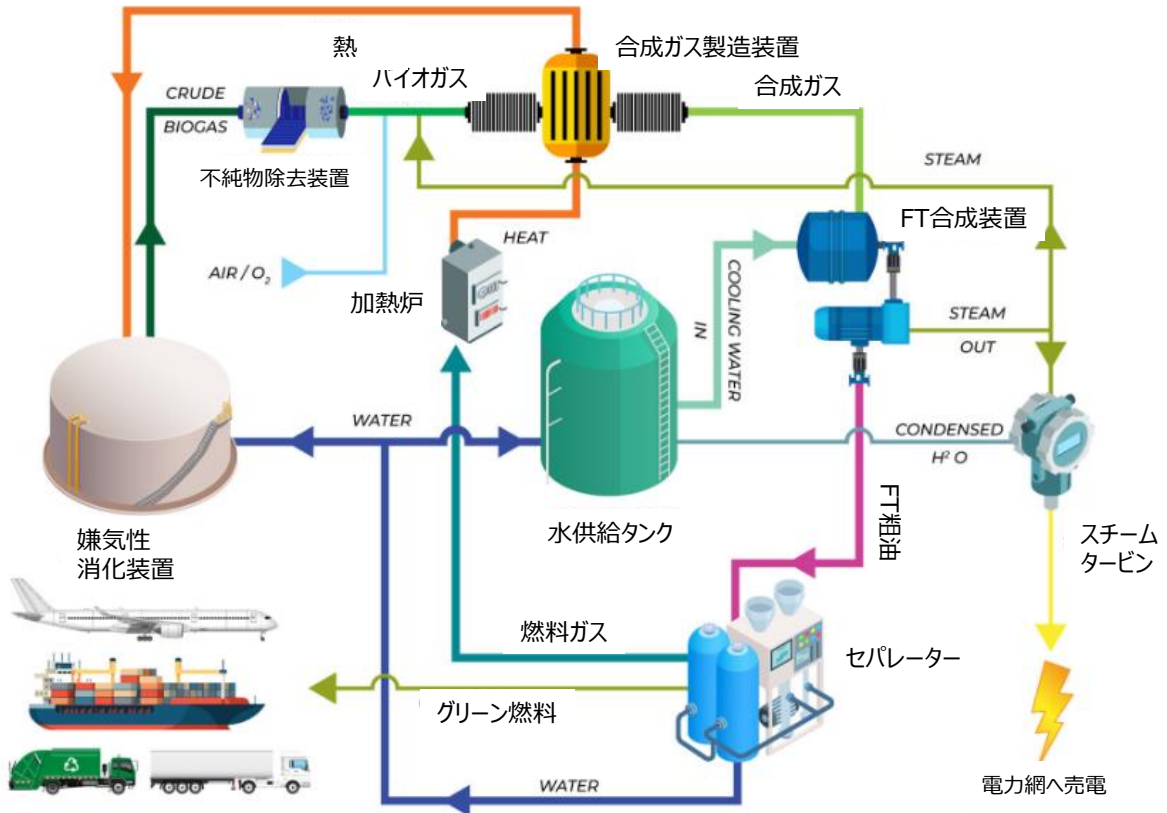 熱
バイオガス
合成ガス製造装置
合成ガス
CRUDE
BIOGAS
不純物除去装置
STEAM
FT合成装置
HEAT
AIR / O₂
加熱炉
COOLING WATER
IN
STEAM
OUT
WATER
CONDENSED
H² O
嫌気性
消化装置
水供給タンク
FT粗油
スチーム
タービン
燃料ガス
セパレーター
グリーン燃料
WATER
電力網へ売電